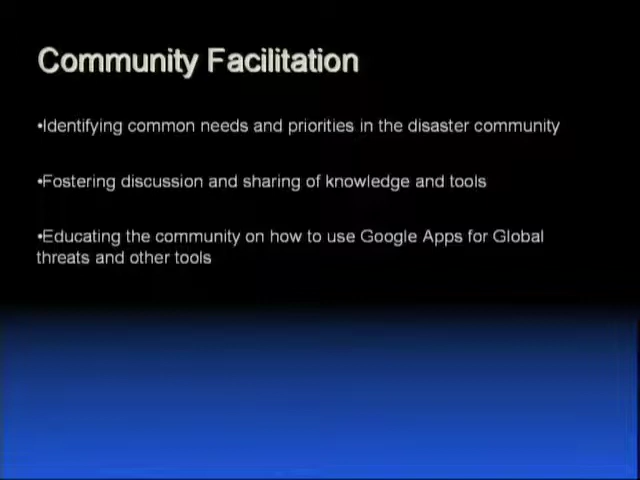 Community Facilitation
•Identifying common needs and priorities in the disaster community
•Fostering discussion and sharing of knowledge and tools
•Educating the community on how to use Google Apps for Global
threats and other tools